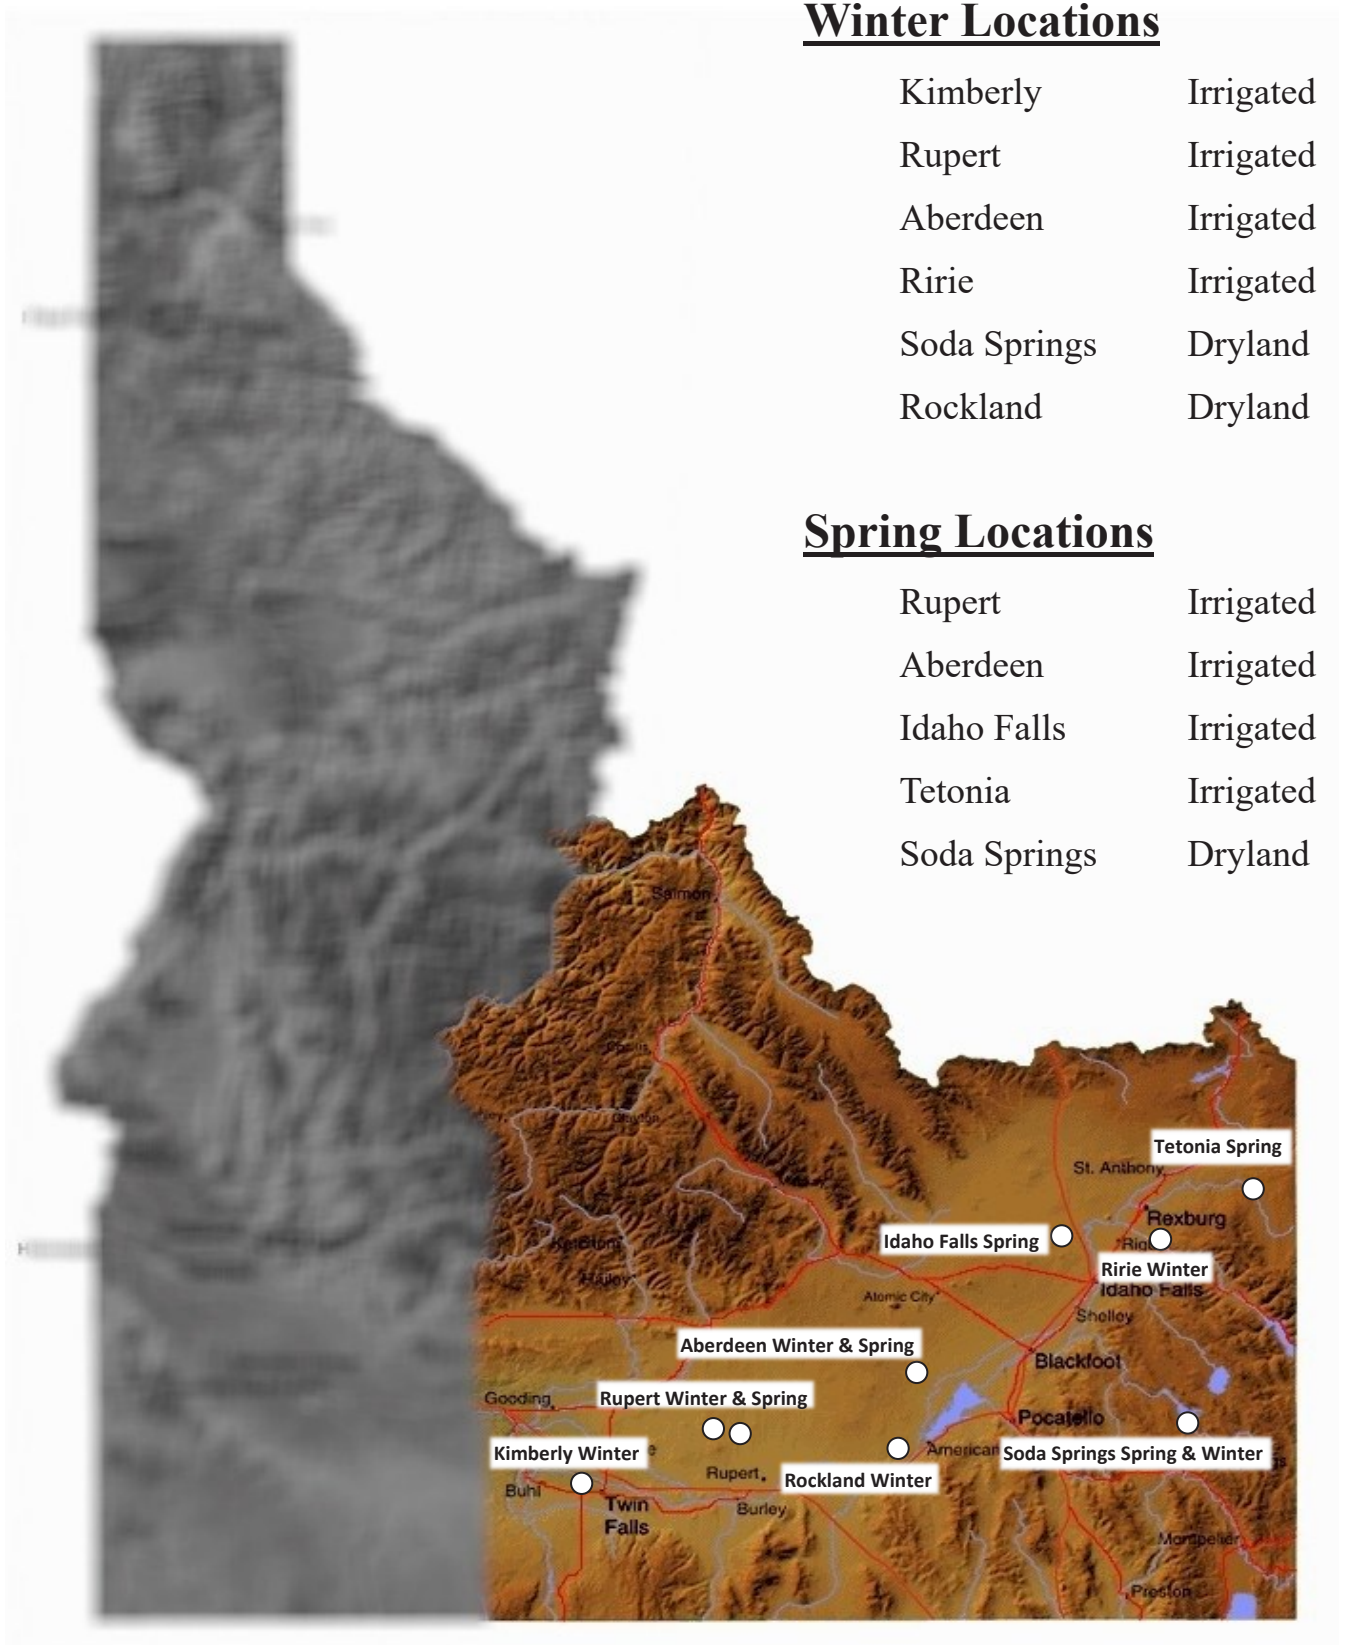 Winter Locations
Kimberly Irrigated
Rupert Irrigated
Aberdeen Irrigated
Ririe Irrigated
Soda Springs Dryland
Rockland Dryland
Spring Locations
Rupert Irrigated
Aberdeen Irrigated
Idaho Falls Irrigated
Tetonia Irrigated
Soda Springs Dryland
Salmon
Clayton
Tetonia Spring
St. Anthony
Rexburg
Idaho Falls Spring
Ketchum
Ririe Winter
Hailey
Atomic City
Idaho Falls
Shelley
Aberdeen Winter & Spring
Blackfoot
Gooding
Rupert Winter & Spring
Pocatello
Kimberly Winter
American
Soda Springs Spring & Winter
Rupert
Rockland Winter
Buhl
Twin
Falls
Burley
Montpelier
Preston